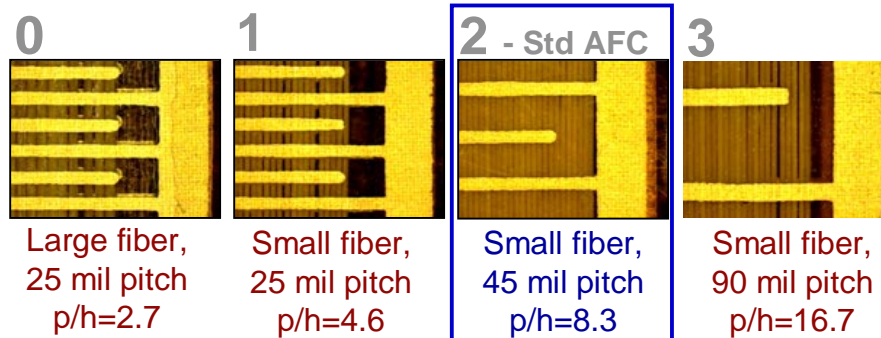 0
1
2 - Std AFC
3
Large fiber,
25 mil pitch
p/h=2.7
Small fiber,
25 mil pitch
p/h=4.6
Small fiber,
45 mil pitch
p/h=8.3
Small fiber,
90 mil pitch
p/h=16.7